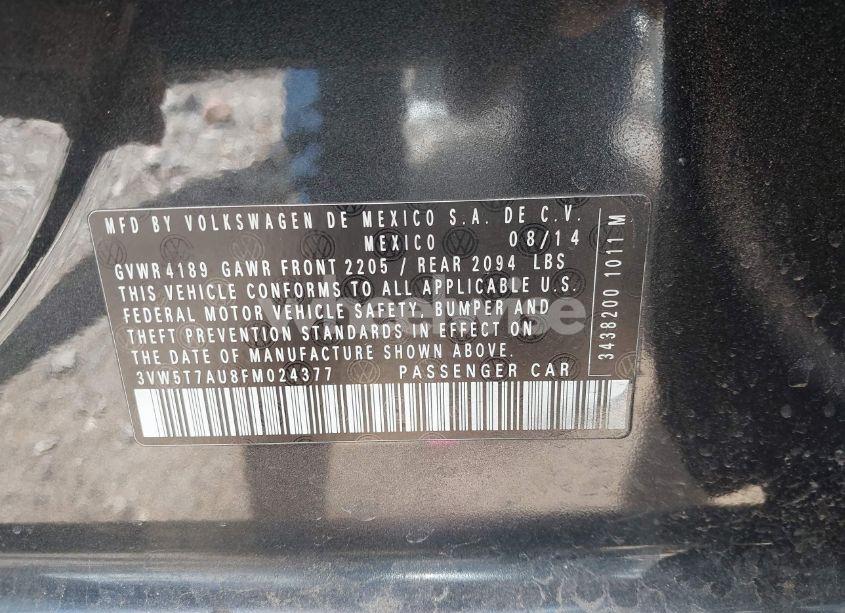 MFD BY VOLKSWAGEN DE MEXICO S.A. DE C.V.
MEXICO 08/14
GVWR 4189 GAWR FRONT 2205 / REAR 2094 LBS
THIS VEHICLE CONFORMS TO ALL APPLICABLE U.S.
FEDERAL MOTOR VEHICLE SAFETY, BUMPER AND
THEFT PREVENTION STANDARDS IN EFFECT ON
THE DATE OF MANUFACTURE SHOWN ABOVE.
3VW5T7AU8FM024377 PASSENGER CAR
3438200 1011 M